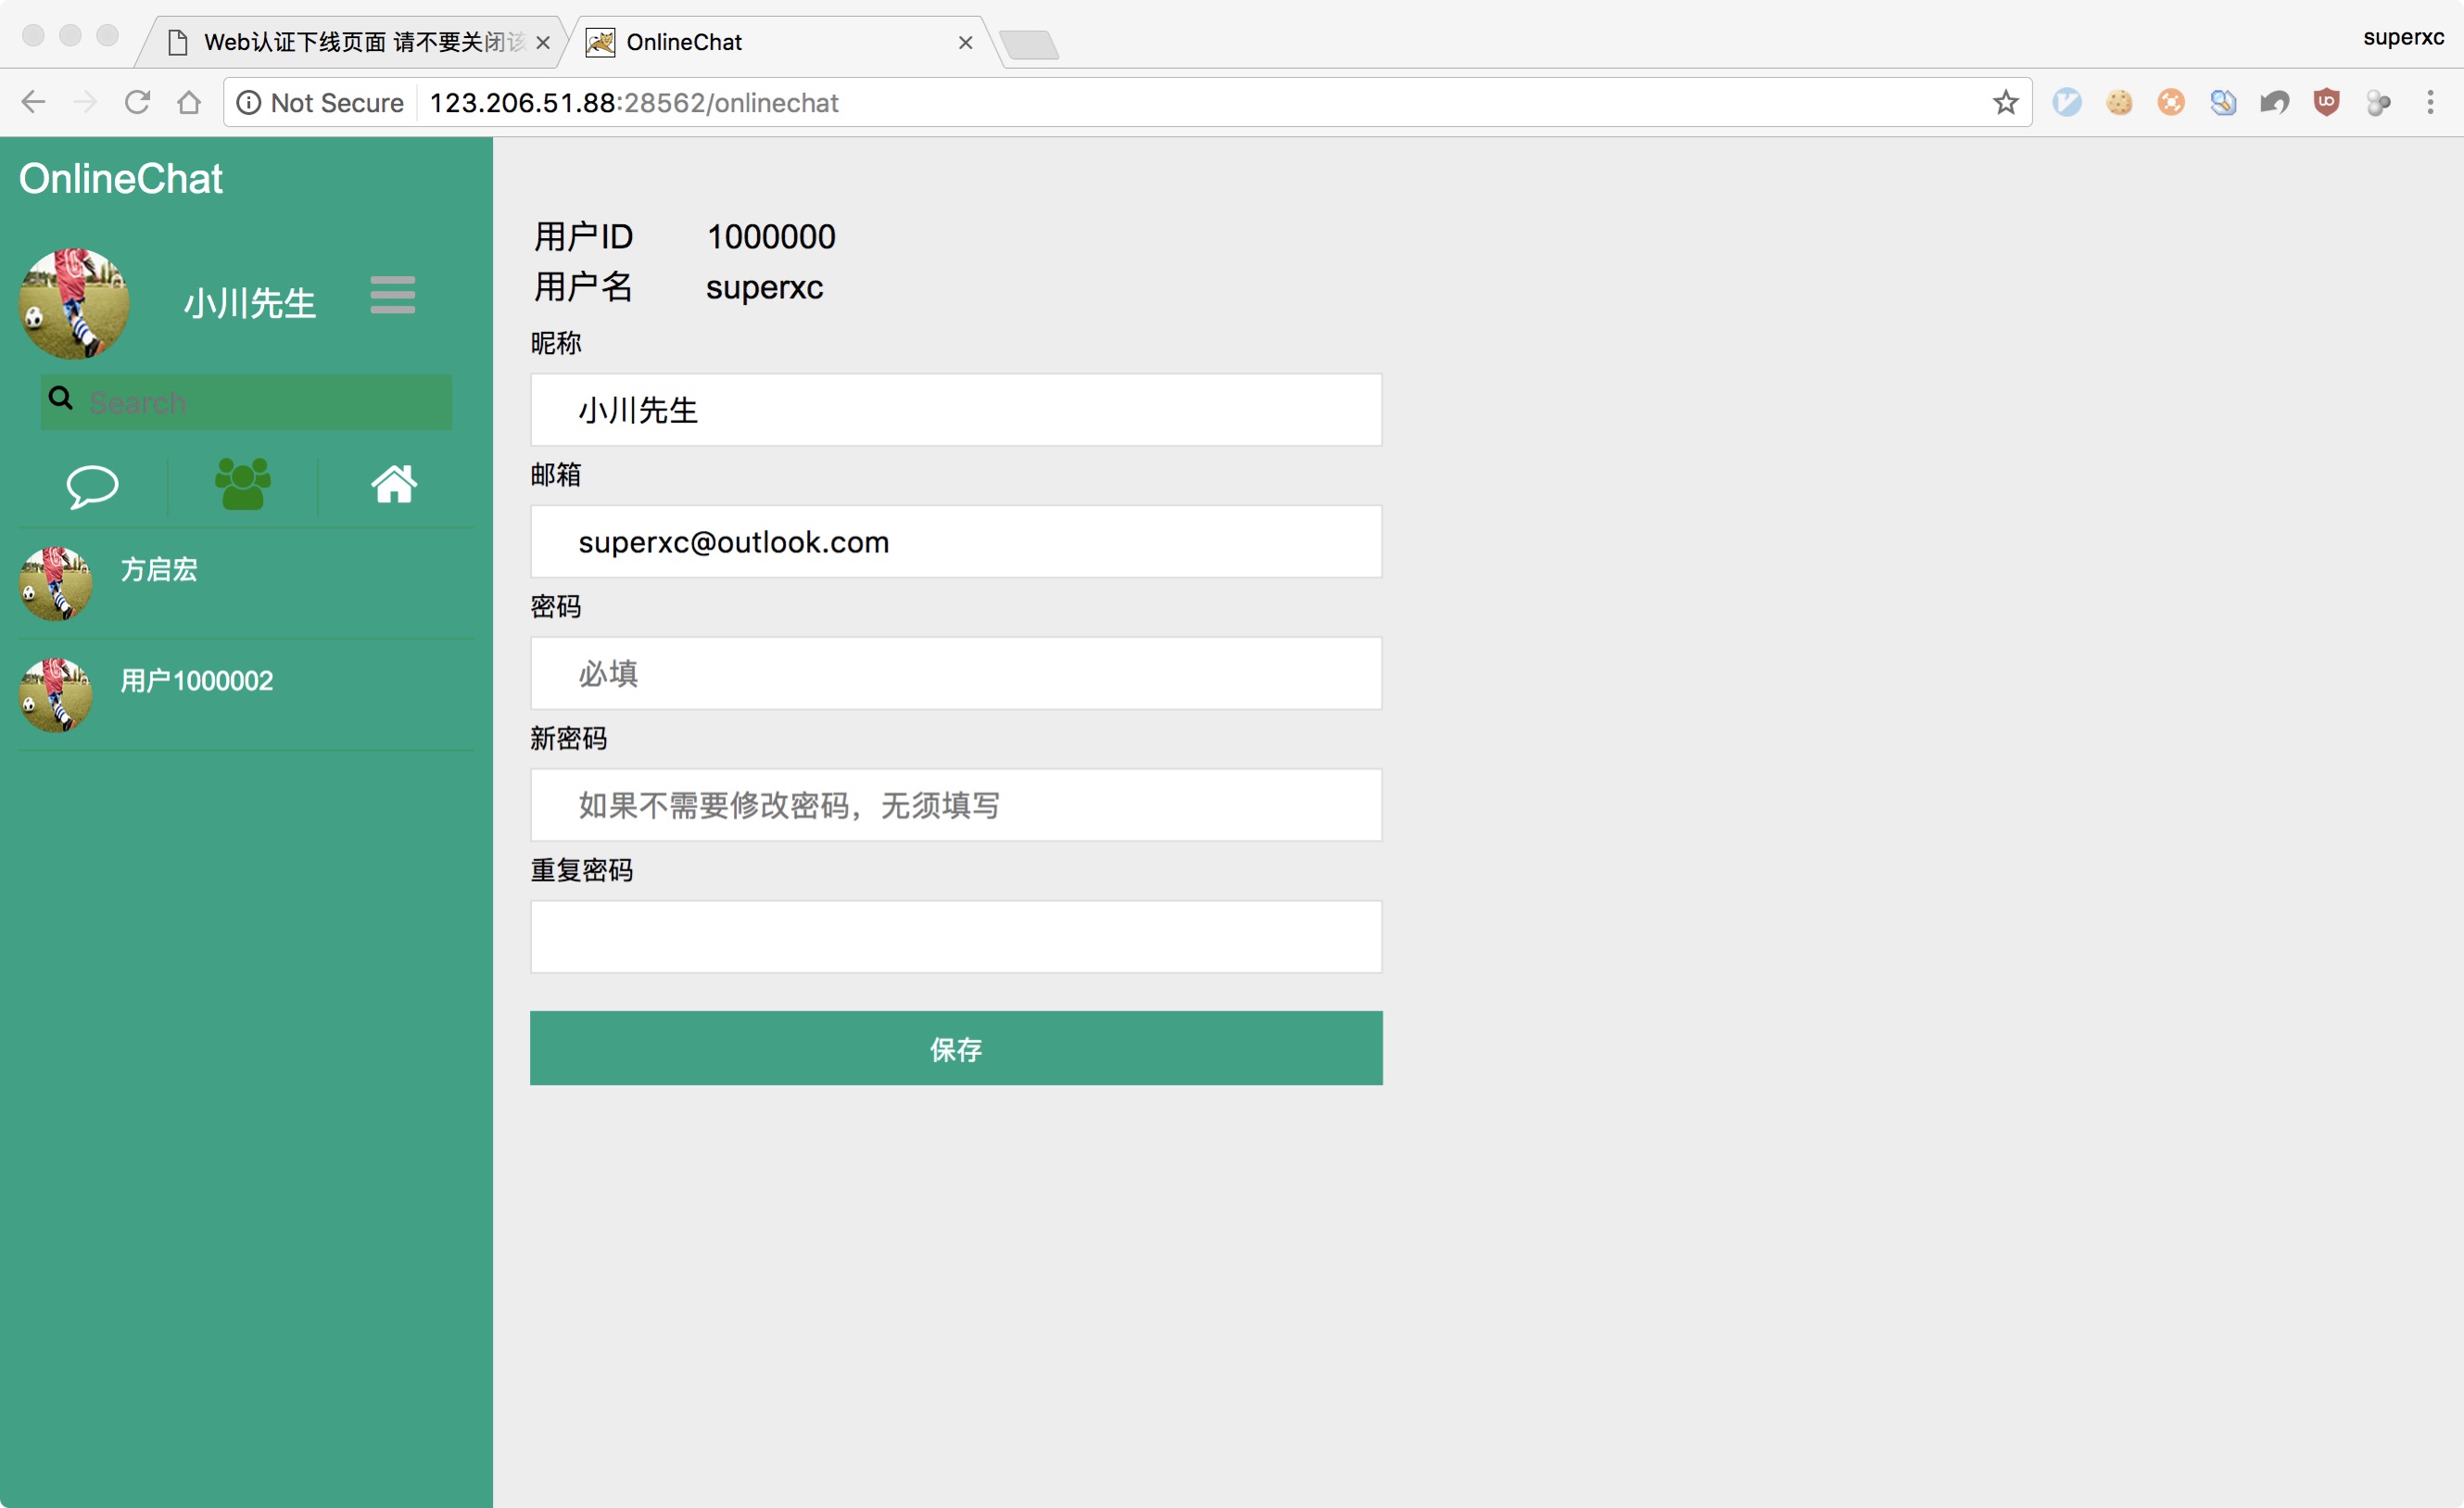 Web认证下线页面 请不要关闭该
OnlineChat
superxc
Not Secure
123.206.51.88:28562/onlinechat
OnlineChat
小川先生
Search
方启宏
用户1000002
用户ID 1000000
用户名 superxc
昵称
小川先生
邮箱
superxc@outlook.com
密码
必填
新密码
如果不需要修改密码，无须填写
重复密码
保存